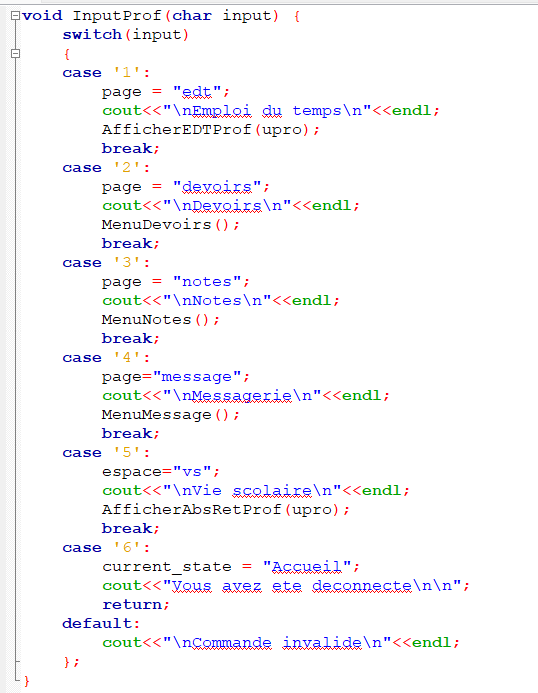 void InputProf(char input) {
    switch(input)
    {
    case '1':
        page = "edt";
        cout<<"\nEmploi du temps\n"<<endl;
        AfficherEDTProf(upro);
        break;
    case '2':
        page = "devoirs";
        cout<<"\nDevoirs\n"<<endl;
        MenuDevoirs();
        break;
    case '3':
        page = "notes";
        cout<<"\nNotes\n"<<endl;
        MenuNotes();
        break;
    case '4':
        page="message";
        cout<<"\nMessagerie\n"<<endl;
        MenuMessage();
        break;
    case '5':
        espace="vs";
        cout<<"\nVie scolaire\n"<<endl;
        AfficherAbsRetProf(upro);
        break;
    case '6':
        current_state = "Accueil";
        cout<<"Vous avez ete deconnecte\n\n";
        return;
    default:
        cout<<"\nCommande invalide\n"<<endl;
    };
}